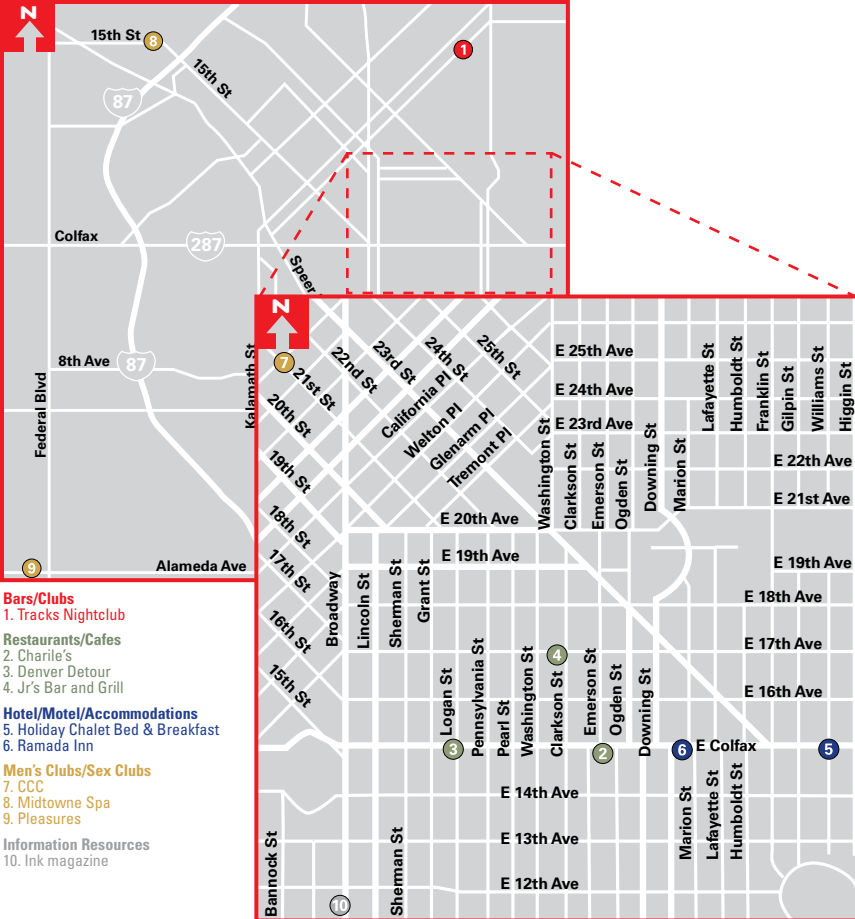 N
15th St
8
1
15th St
87
Colfax
287
Speer
8th Ave
87
Kalamath St
Federal Blvd
9
Alameda Ave
N
7
21st St
22nd St
23rd St
24th St
25th St
20th St
California Pl
Welton Pl
Glenarm Pl
Tremont Pl
19th St
18th St
17th St
16th St
15th St
E 25th Ave
E 24th Ave
E 23rd Ave
Lafayette St
Humboldt St
Franklin St
Gilpin St
Williams St
Higgin St
Washington St
Clarkson St
Emerson St
Ogden St
Downing St
Marion St
E 22th Ave
E 21st Ave
E 20th Ave
E 19th Ave
E 19th Ave
E 18th Ave
Broadway
Lincoln St
Sherman St
Grant St
E 17th Ave
E 16th Ave
4
Logan St
Pennsylvania St
Pearl St
Washington St
Clarkson St
Emerson St
Ogden St
Downing St
3
2
6
E Colfax
5
E 14th Ave
E 13th Ave
E 12th Ave
Marion St
Lafayette St
Humboldt St
Bannock St
Sherman St
10
Bars/Clubs
1. Tracks Nightclub
Restaurants/Cafes
2. Charile's
3. Denver Detour
4. Jr's Bar and Grill
Hotel/Motel/Accommodations
5. Holiday Chalet Bed & Breakfast
6. Ramada Inn
Men's Clubs/Sex Clubs
7. CCC
8. Midtowne Spa
9. Pleasures
Information Resources
10. Ink magazine